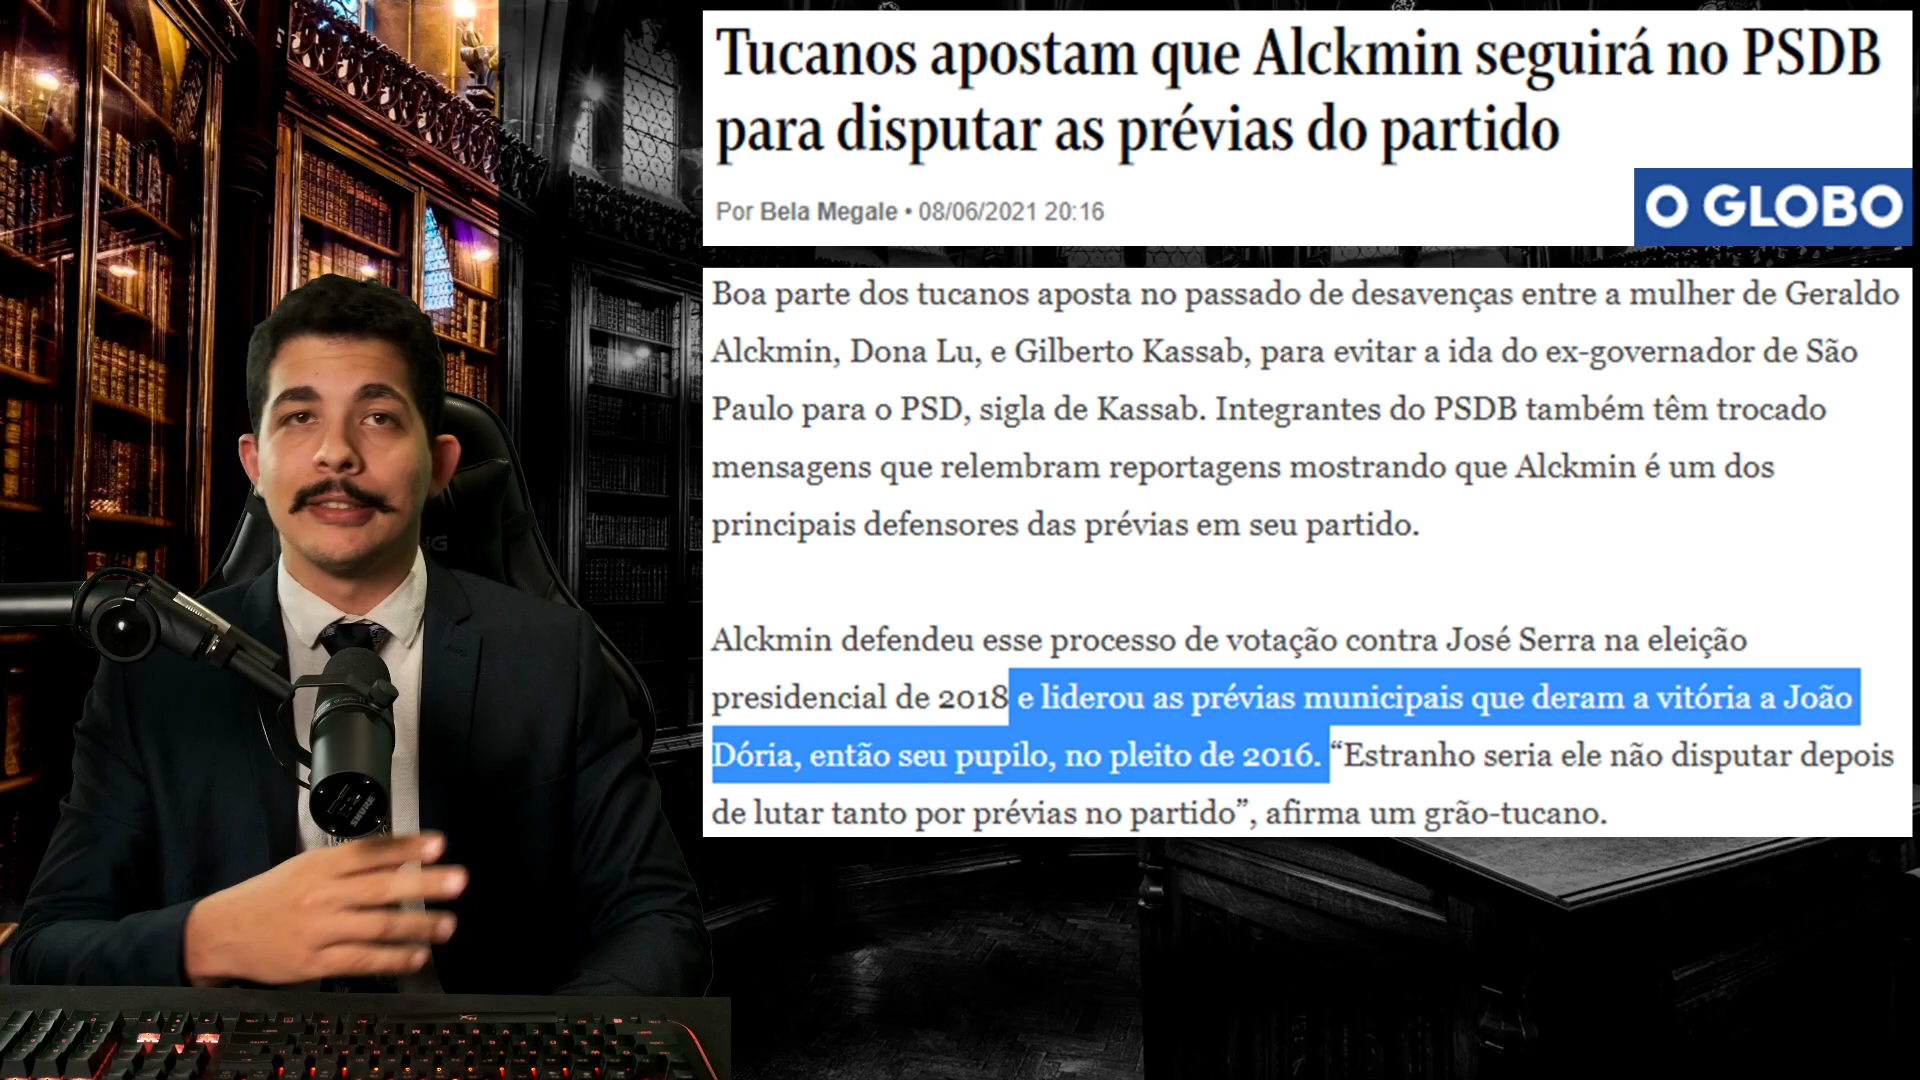 Tucanos apostam que Alckmin seguirá no PSDB
para disputar as prévias do partido
Por Bela Megale • 08/06/2021 20:16
O GLOBO
Boa parte dos tucanos aposta no passado de desavenças entre a mulher de Geraldo
Alckmin, Dona Lu, e Gilberto Kassab, para evitar a ida do ex-governador de São
Paulo para o PSD, sigla de Kassab. Integrantes do PSDB também têm trocado
mensagens que relembram reportagens mostrando que Alckmin é um dos
principais defensores das prévias em seu partido.
Alckmin defendeu esse processo de votação contra José Serra na eleição
presidencial de 2018 e liderou as prévias municipais que deram a vitória a João
Dória, então seu pupilo, no pleito de 2016. “Estranho seria ele não disputar depois
de lutar tanto por prévias no partido”, afirma um grão-tucano.
SHURE